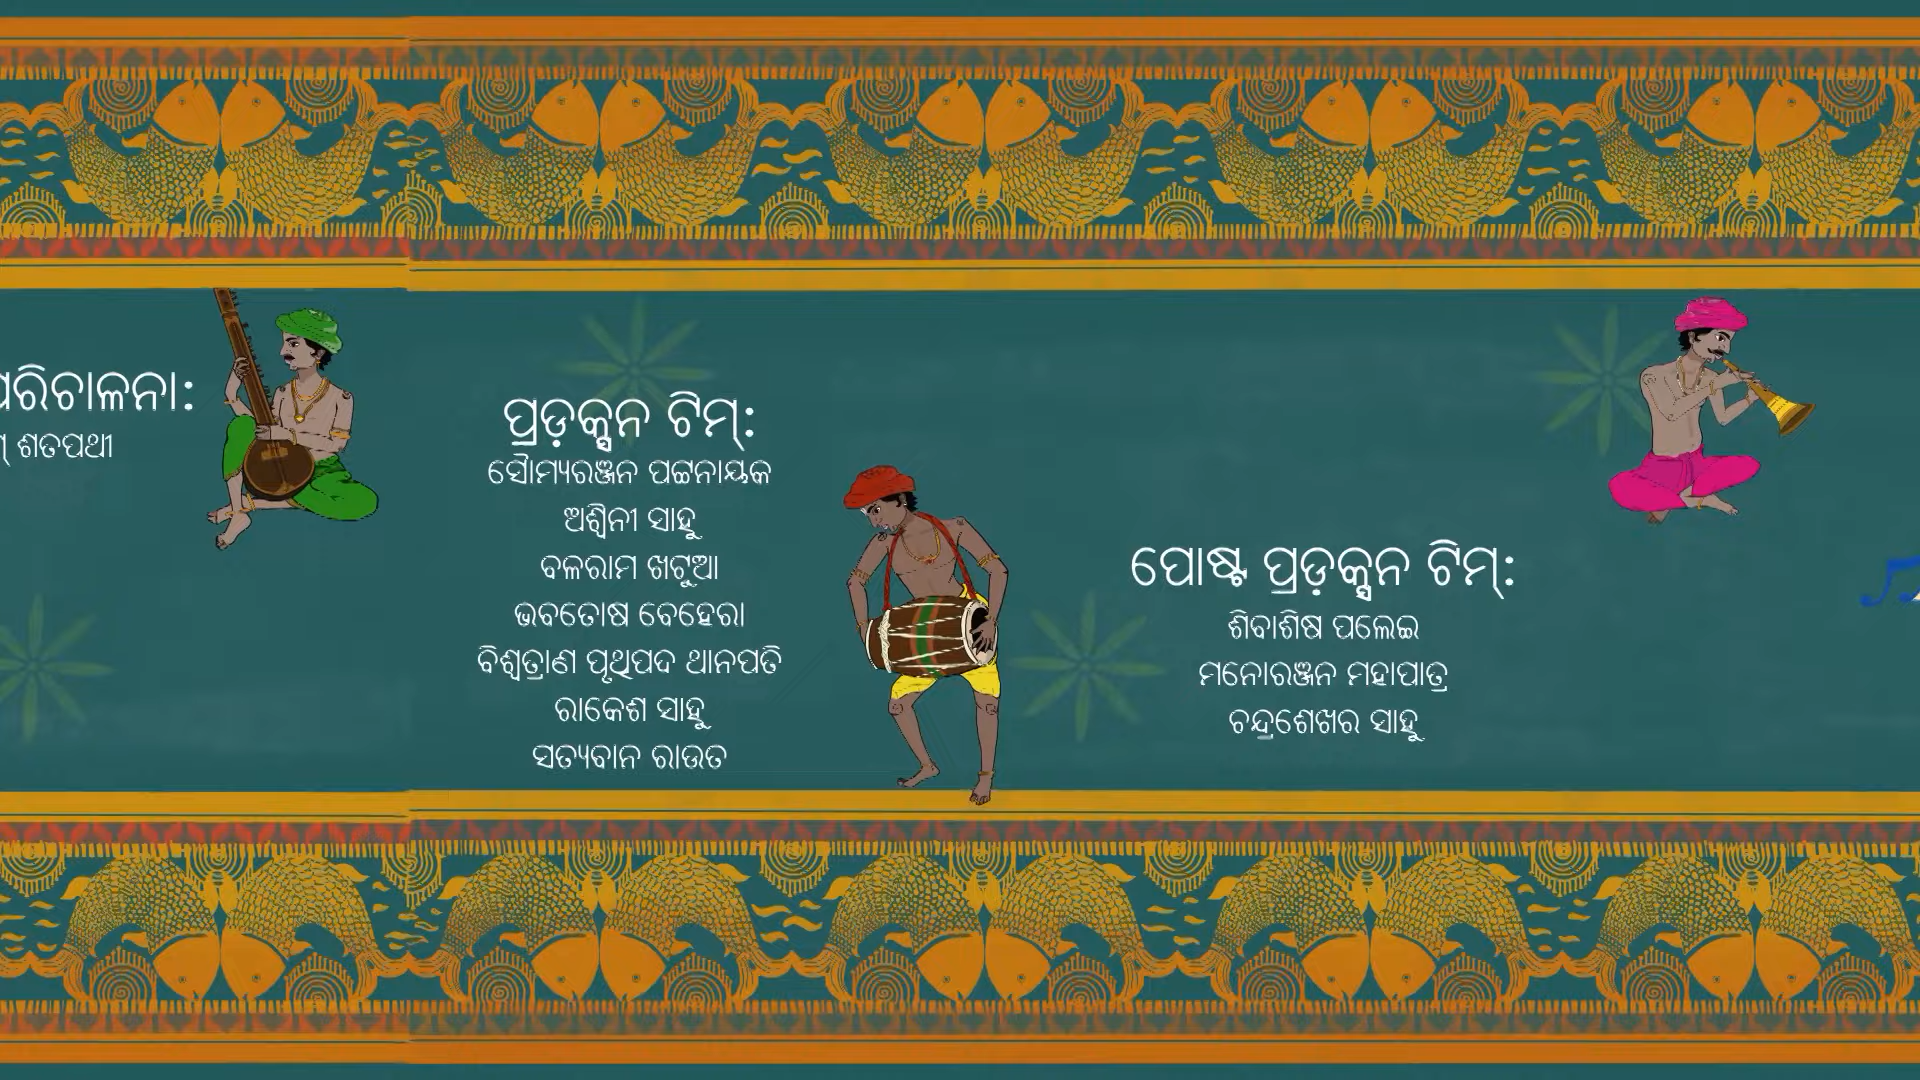 ପରିଚାଳନା:
ଶତପଥୀ
ପ୍ରଡ଼କ୍ସନ ଟିମ୍:
ସୌମ୍ୟରଞ୍ଜନ ପଟ୍ଟନାୟକ
ଅଶ୍ୱିନୀ ସାହୁ
ବଳରାମ ଖଟୁଆ
ଭବତୋଷ ବେହେରା
ବିଶ୍ୱତ୍ରାଣ ପୃଥିପଦ ଥାନପତି
ରାକେଶ ସାହୁ
ସତ୍ୟବାନ ରାଉତ
ପୋଷ୍ଟ ପ୍ରଡ଼କ୍ସନ ଟିମ୍:
ଶିବାଶିଷ ପଲେଇ
ମନୋରଞ୍ଜନ ମହାପାତ୍ର
ଚନ୍ଦ୍ରଶେଖର ସାହୁ